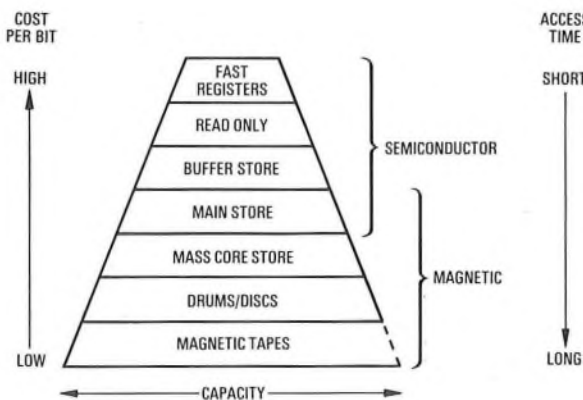 COST
PER BIT
HIGH
LOW
FAST
REGISTERS
READ ONLY
BUFFER STORE
MAIN STORE
MASS CORE STORE
DRUMS/DISCS
MAGNETIC TAPES
CAPACITY
SEMICONDUCTOR
MAGNETIC
ACCESS
TIME
SHORT
LONG